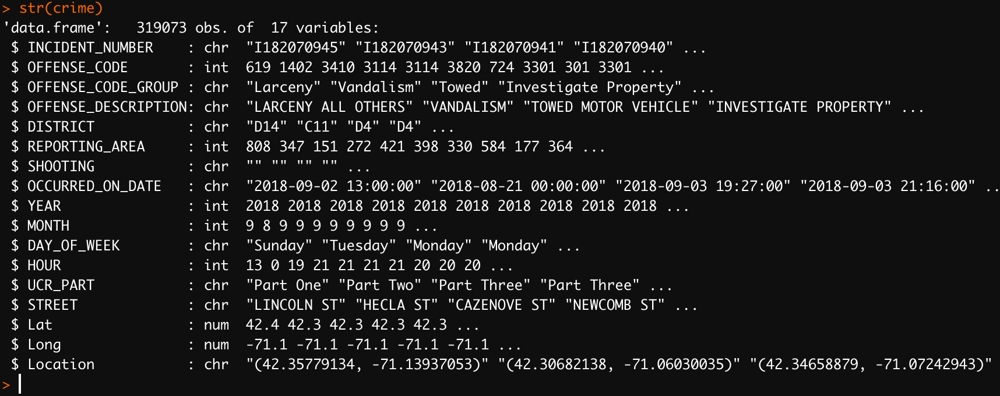 > str(crime)
'data.frame':   319073 obs. of  17 variables:
 $ INCIDENT_NUMBER    : chr  "I182070945" "I182070943" "I182070941" "I182070940" ...
 $ OFFENSE_CODE       : int  619 1402 3410 3114 3114 3820 724 3301 301 3301 ...
 $ OFFENSE_CODE_GROUP : chr  "Larceny" "Vandalism" "Towed" "Investigate Property" ...
 $ OFFENSE_DESCRIPTION: chr  "LARCENY ALL OTHERS" "VANDALISM" "TOWED MOTOR VEHICLE" "INVESTIGATE PROPERTY" ...
 $ DISTRICT           : chr  "D14" "C11" "D4" "D4" ...
 $ REPORTING_AREA     : int  808 347 151 272 421 398 330 584 177 364 ...
 $ SHOOTING           : chr  "" "" "" "" ...
 $ OCCURRED_ON_DATE   : chr  "2018-09-02 13:00:00" "2018-08-21 00:00:00" "2018-09-03 19:27:00" "2018-09-03 21:16:00" ..
 $ YEAR               : int  2018 2018 2018 2018 2018 2018 2018 2018 2018 2018 ...
 $ MONTH              : int  9 8 9 9 9 9 9 9 9 9 ...
 $ DAY_OF_WEEK        : chr  "Sunday" "Tuesday" "Monday" "Monday" ...
 $ HOUR               : int  13 0 19 21 21 21 21 20 20 20 ...
 $ UCR_PART           : chr  "Part One" "Part Two" "Part Three" "Part Three" ...
 $ STREET             : chr  "LINCOLN ST" "HECLA ST" "CAZENOVE ST" "NEWCOMB ST" ...
 $ Lat                : num  42.4 42.3 42.3 42.3 42.3 ...
 $ Long               : num  -71.1 -71.1 -71.1 -71.1 -71.1 ...
 $ Location           : chr  "(42.35779134, -71.13937053)" "(42.30682138, -71.06030035)" "(42.34658879, -71.07242943)"
>